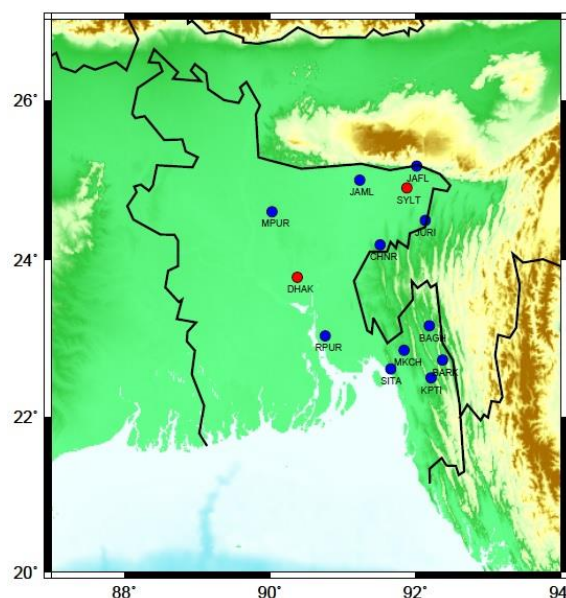 26°
JAFL
JAML
SYLT
MPUR
JURI
CHNR
24°
DHAK
BAGH
RPUR
MKCH
BARK
SITA
KPTI
22°
20°
88°
90°
92°
94